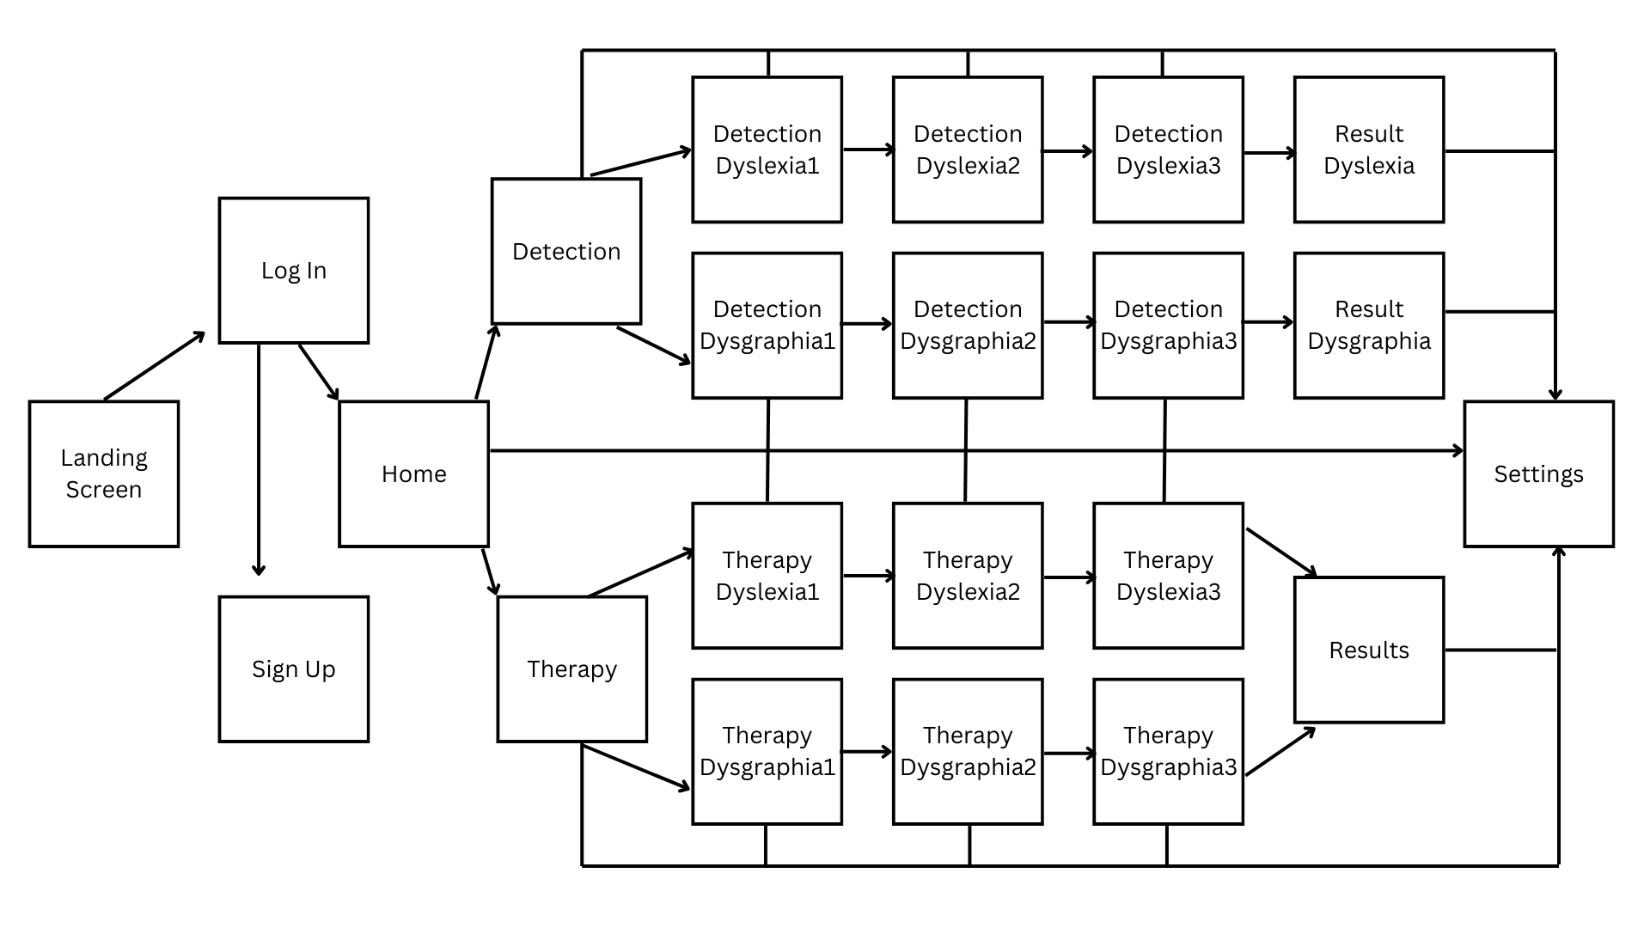 Landing
Screen
Log In
Sign Up
Home
Detection
Therapy
Detection
Dyslexia1
Detection
Dyslexia2
Detection
Dyslexia3
Result
Dyslexia
Detection
Dysgraphia1
Detection
Dysgraphia2
Detection
Dysgraphia3
Result
Dysgraphia
Therapy
Dyslexia1
Therapy
Dyslexia2
Therapy
Dyslexia3
Therapy
Dysgraphia1
Therapy
Dysgraphia2
Therapy
Dysgraphia3
Results
Settings